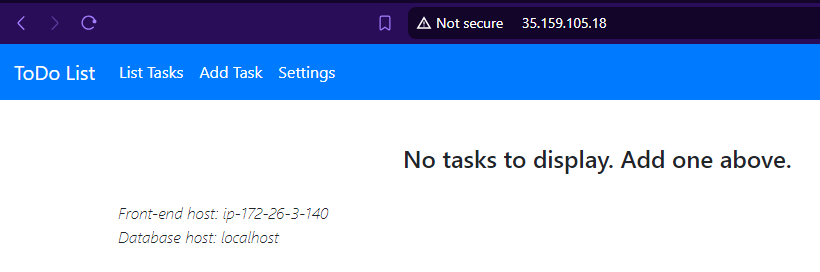 Not secure 35.159.105.18
ToDo List List Tasks Add Task Settings
No tasks to display. Add one above.
Front-end host: ip-172-26-3-140
Database host: localhost